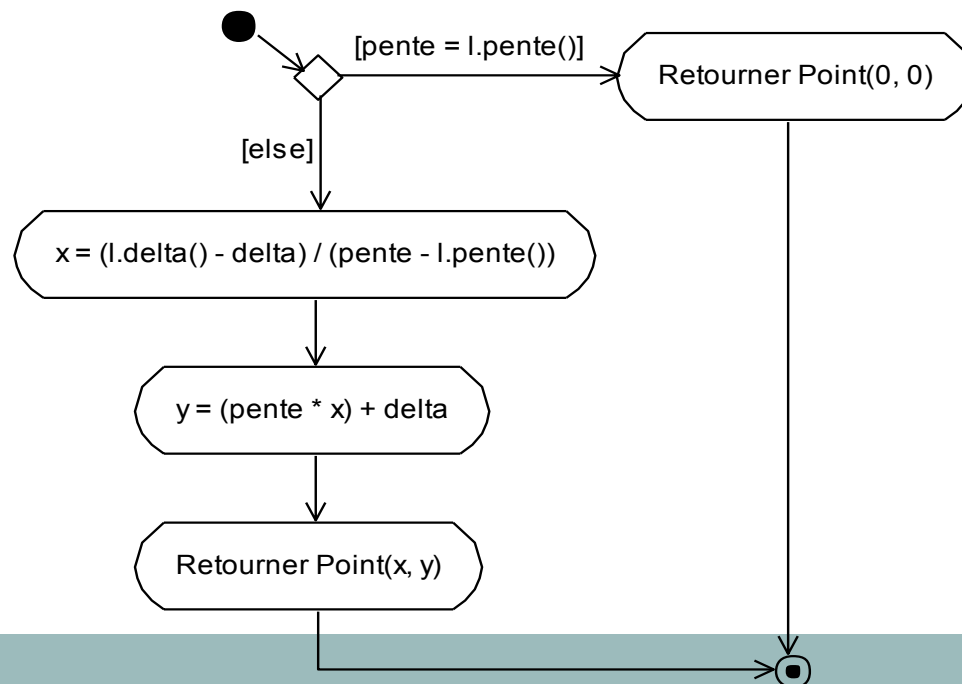 [pente = l.pente()]
Retourner Point(0, 0)
[else]
x = (l.delta() - delta) / (pente - l.pente())
y = (pente * x) + delta
Retourner Point(x, y)